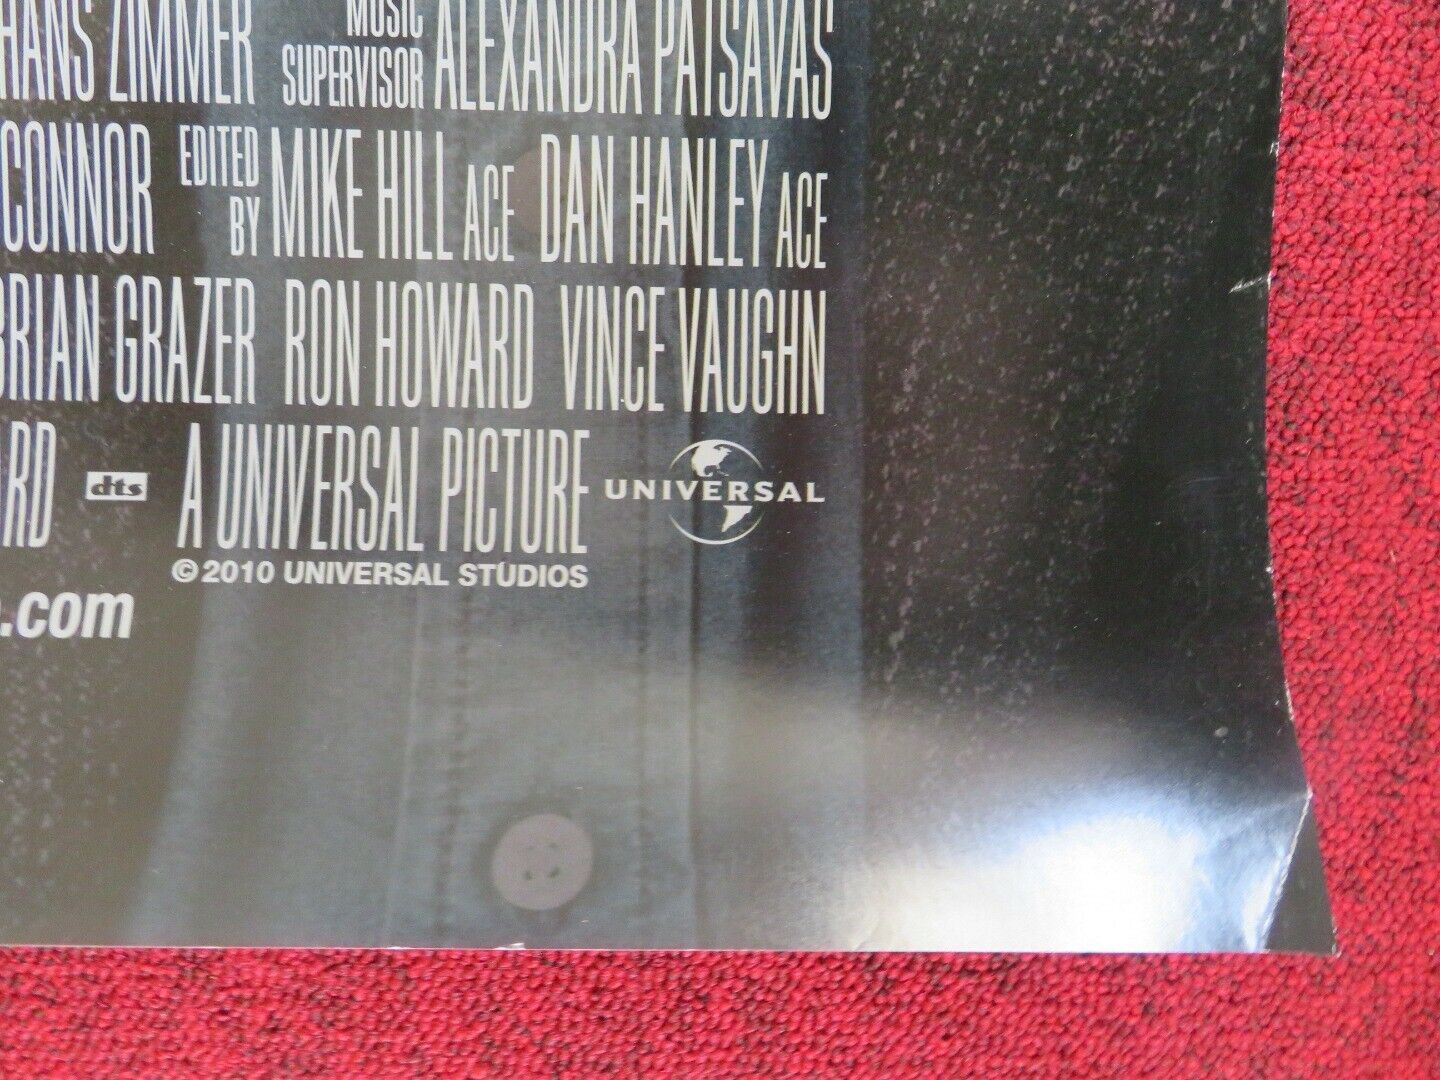 HANS ZIMMER MUSIC SUPERVISOR ALEXANDRA PATSAVAS
CONNOR EDITED BY MIKE HILL ACE DAN HANLEY ACE
BRIAN GRAZER RON HOWARD VINCE VAUGHN
RD dts A UNIVERSAL PICTURE UNIVERSAL
© 2010 UNIVERSAL STUDIOS
.com